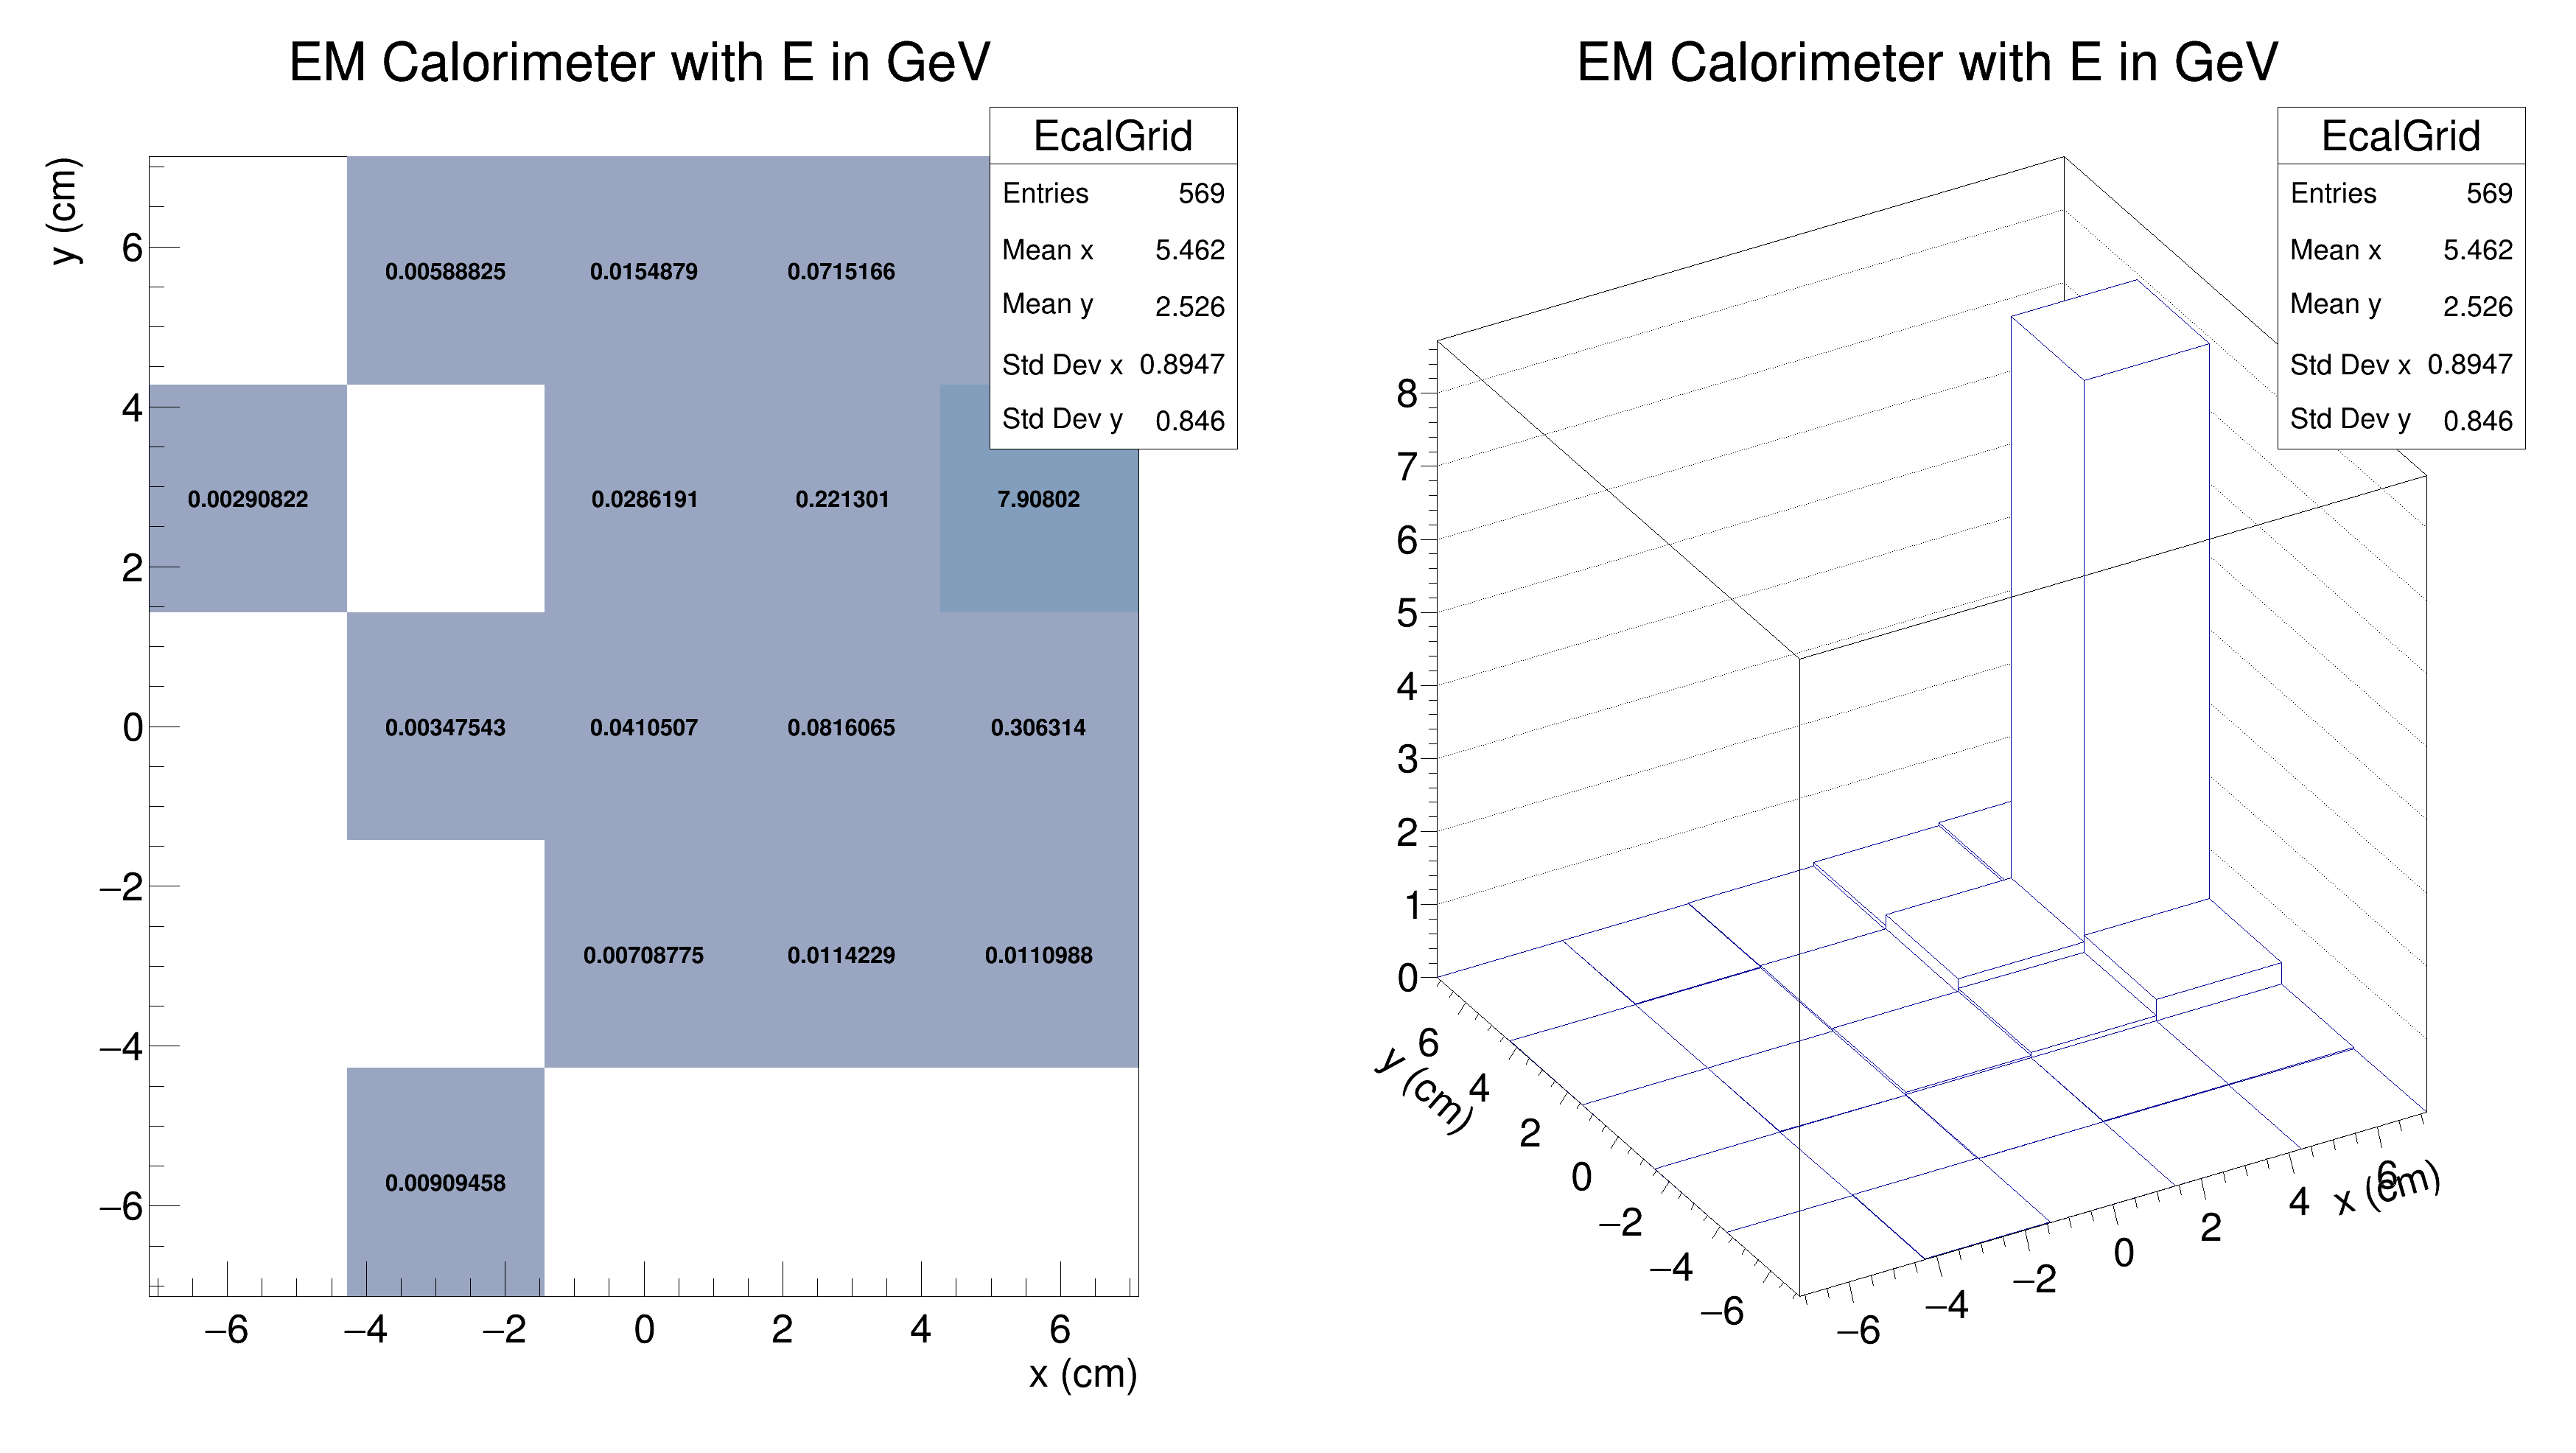 EM Calorimeter with E in GeV
EcalGrid
Entries 569
Mean x 5.462
Mean y 2.526
Std Dev x 0.8947
Std Dev y 0.846
y (cm)
6
4
2
0
−2
−4
−6
0.00588825 0.0154879 0.0715166
0.00290822 0.0286191 0.221301 7.90802
0.00347543 0.0410507 0.0816065 0.306314
0.00708775 0.0114229 0.0110988
0.00909458
−6 −4 −2 0 2 4 6
x (cm)
EM Calorimeter with E in GeV
EcalGrid
Entries 569
Mean x 5.462
Mean y 2.526
Std Dev x 0.8947
Std Dev y 0.846
8
7
6
5
4
3
2
1
0
6
4
2
0
−2
−4
−6
y (cm)
−6
−4
−2
0
2
4
6
x (cm)